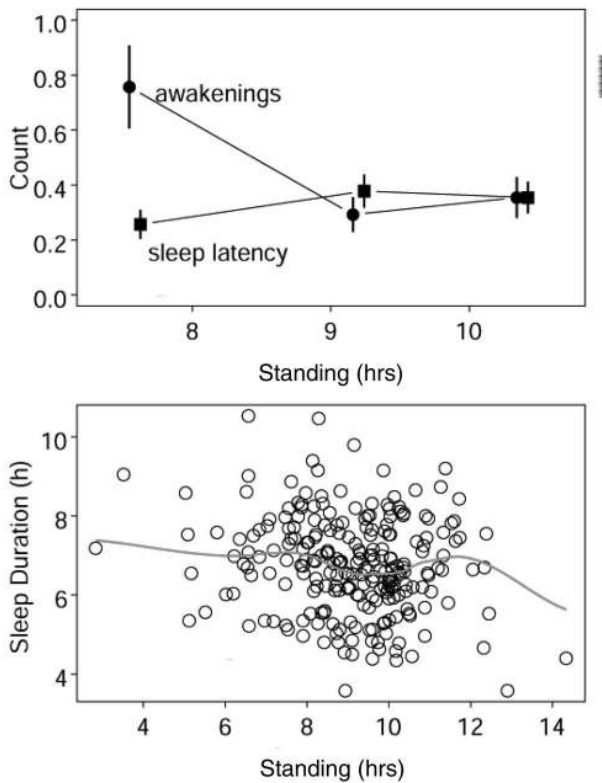 1.0
0.8
0.6
0.4
0.2
0.0
Count
awakenings
sleep latency
8 9 10
Standing (hrs)
10
8
6
4
Sleep Duration (h)
4 6 8 10 12 14
Standing (hrs)